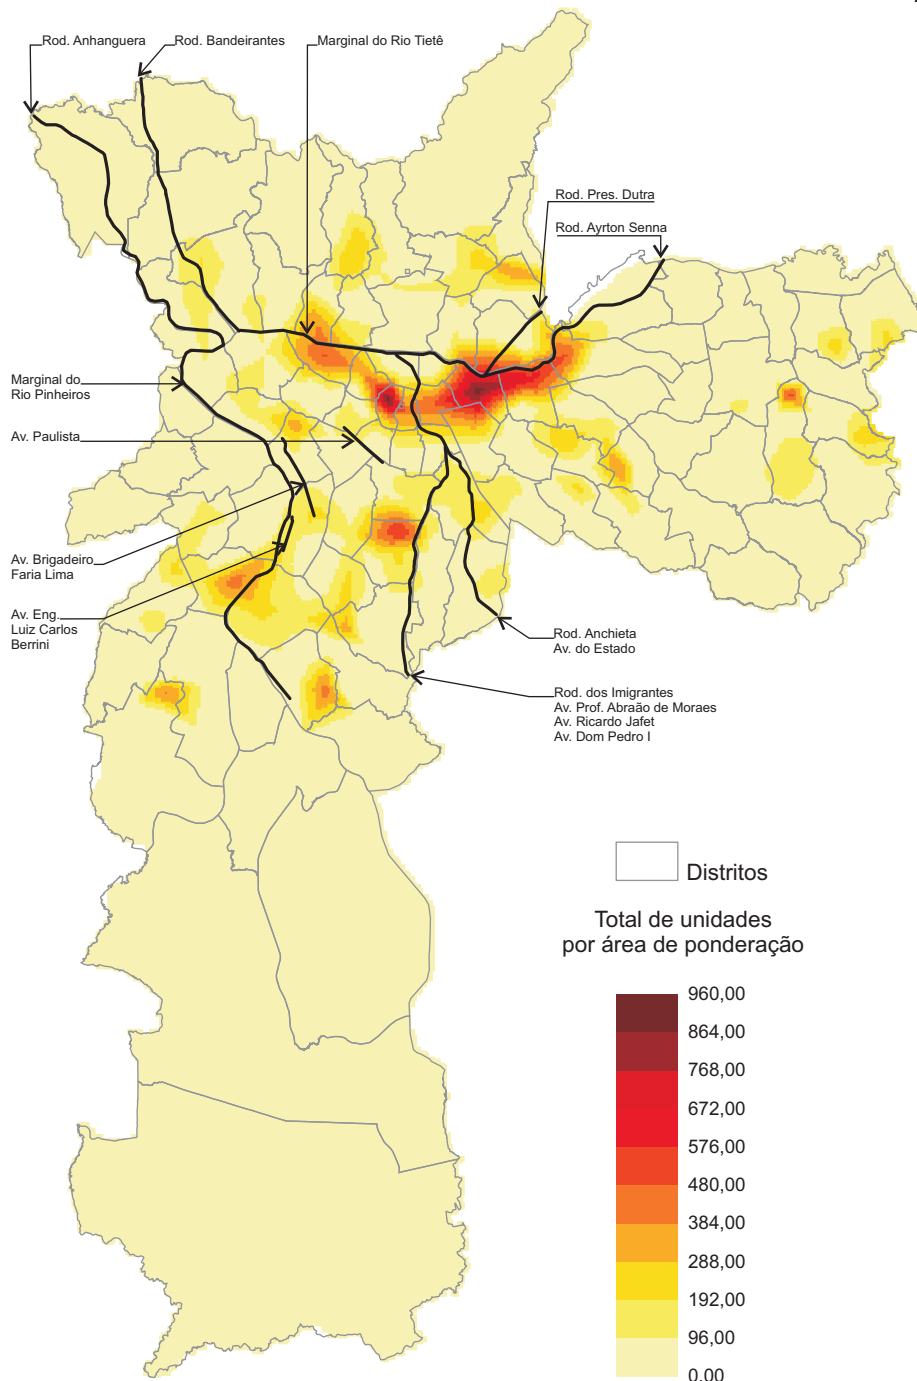 Rod. Anhanguera
Rod. Bandeirantes
Marginal do Rio Tietê
Rod. Pres. Dutra
Rod. Ayrton Senna
Marginal do
Rio Pinheiros
Av. Paulista
Av. Brigadeiro
Faria Lima
Av. Eng.
Luiz Carlos
Berrini
Rod. Anchieta
Av. do Estado
Rod. dos Imigrantes
Av. Prof. Abraão de Moraes
Av. Ricardo Jafet
Av. Dom Pedro I
Distritos
Total de unidades
por área de ponderação
960,00
864,00
768,00
672,00
576,00
480,00
384,00
288,00
192,00
96,00
0,00